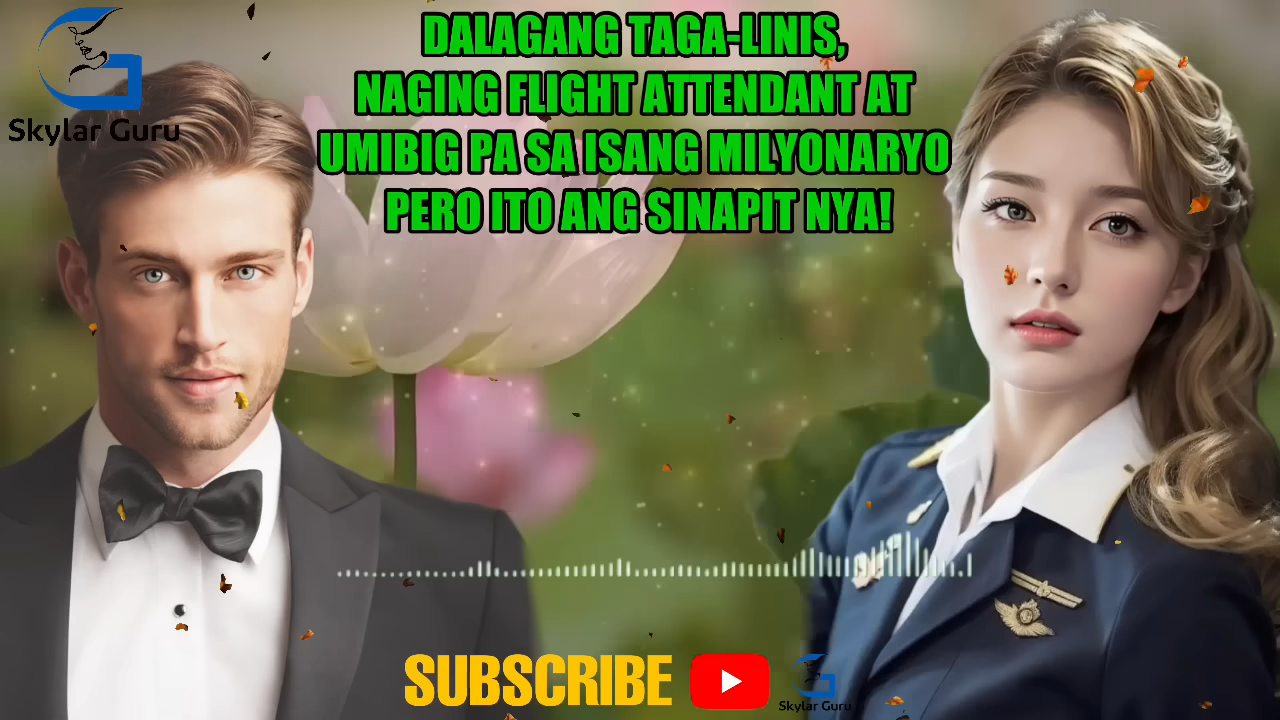 Skylar Guru
DALAGANG TAGA-LINIS,
NAGING FLIGHT ATTENDANT AT
UMIBIG PA SA ISANG MILYONARYO
PERO ITO ANG SINAPIT NYA!
SUBSCRIBE
Skylar Guru